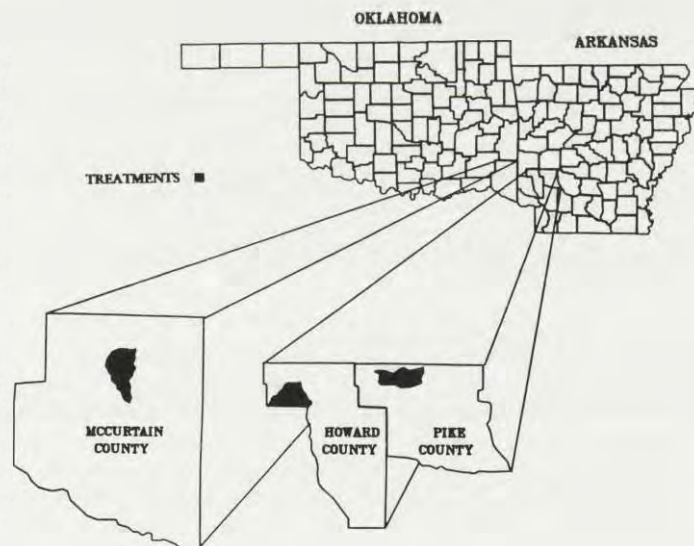 OKLAHOMA
ARKANSAS
TREATMENTS
MCCURTAIN
COUNTY
HOWARD
COUNTY
PIKE
COUNTY